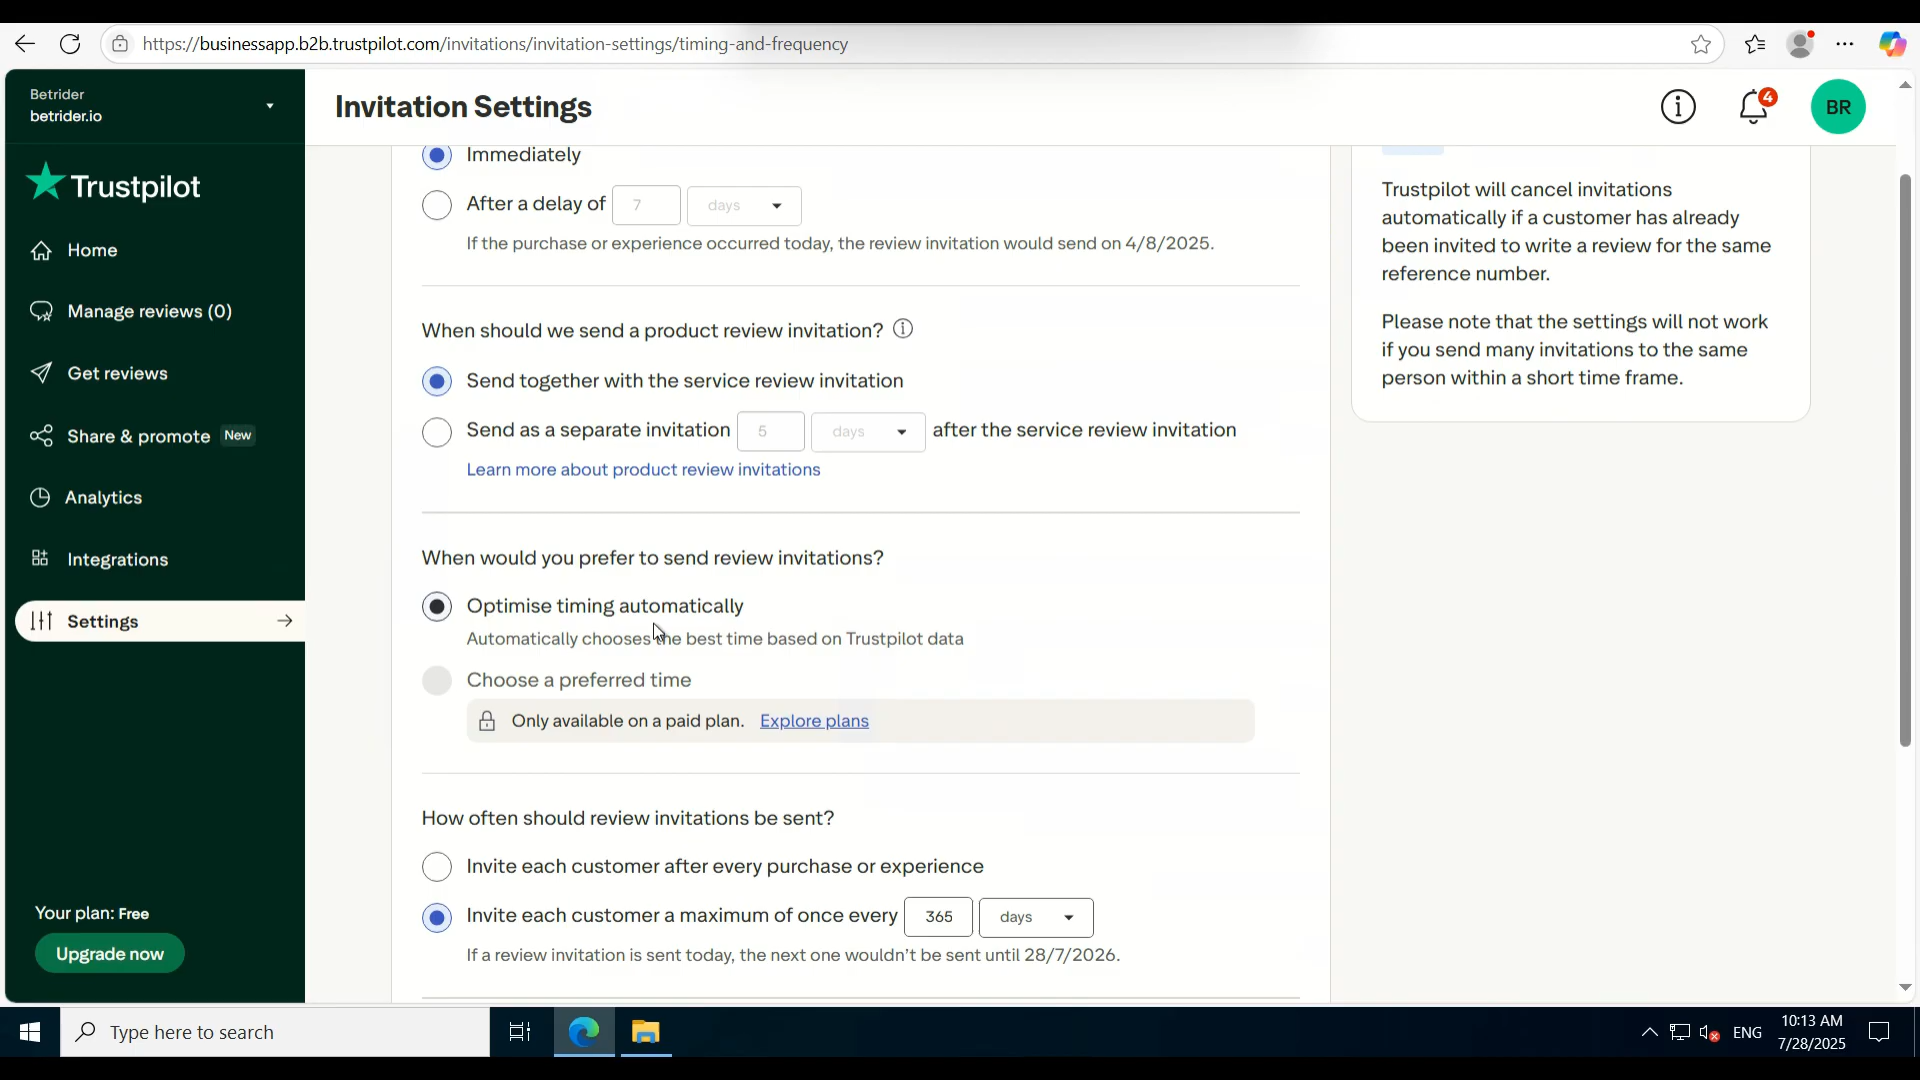 https://businessapp.b2b.trustpilot.com/invitations/invitation-settings/timing-and-frequency
Betrider
betrider.io
Invitation Settings
4
BR
Trustpilot
Home
Manage reviews (0)
Get reviews
Share & promote New
Analytics
Integrations
Settings
Your plan: Free
Upgrade now
Immediately
After a delay of 7 days
If the purchase or experience occurred today, the review invitation would send on 4/8/2025.
When should we send a product review invitation?
Send together with the service review invitation
Send as a separate invitation 5 days after the service review invitation
Learn more about product review invitations
When would you prefer to send review invitations?
Optimise timing automatically
Automatically chooses the best time based on Trustpilot data
Choose a preferred time
Only available on a paid plan. Explore plans
How often should review invitations be sent?
Invite each customer after every purchase or experience
Invite each customer a maximum of once every 365 days
If a review invitation is sent today, the next one wouldn't be sent until 28/7/2026.
Trustpilot will cancel invitations
automatically if a customer has already
been invited to write a review for the same
reference number.
Please note that the settings will not work
if you send many invitations to the same
person within a short time frame.
Type here to search
ENG
10:13 AM
7/28/2025